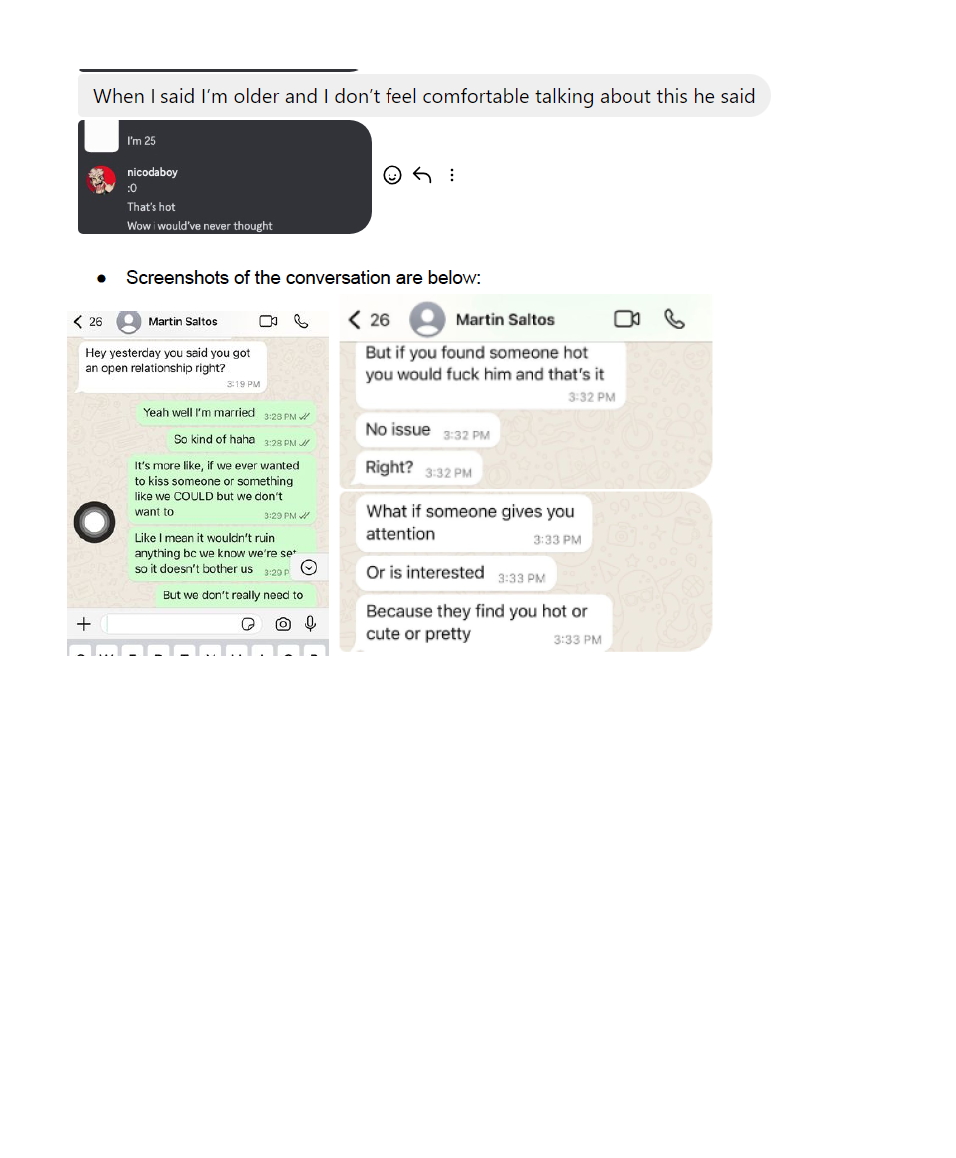 When I said I'm older and I don't feel comfortable talking about this he said
I'm 25
nicodaboy
:0
That's hot
Wow i would've never thought
● Screenshots of the conversation are below:
26 Martin Saltos
Hey yesterday you said you got
an open relationship right?
3:19 PM
Yeah well I'm married 3:28 PM
So kind of haha 3:28 PM
It's more like, if we ever wanted
to kiss someone or something
like we COULD but we don't
want to 3:29 PM
Like I mean it wouldn't ruin
anything bc we know we're set
so it doesn't bother us 3:29 P
But we don't really need to
26 Martin Saltos
But if you found someone hot
you would fuck him and that's it
3:32 PM
No issue 3:32 PM
Right? 3:32 PM
What if someone gives you
attention 3:33 PM
Or is interested 3:33 PM
Because they find you hot or
cute or pretty 3:33 PM